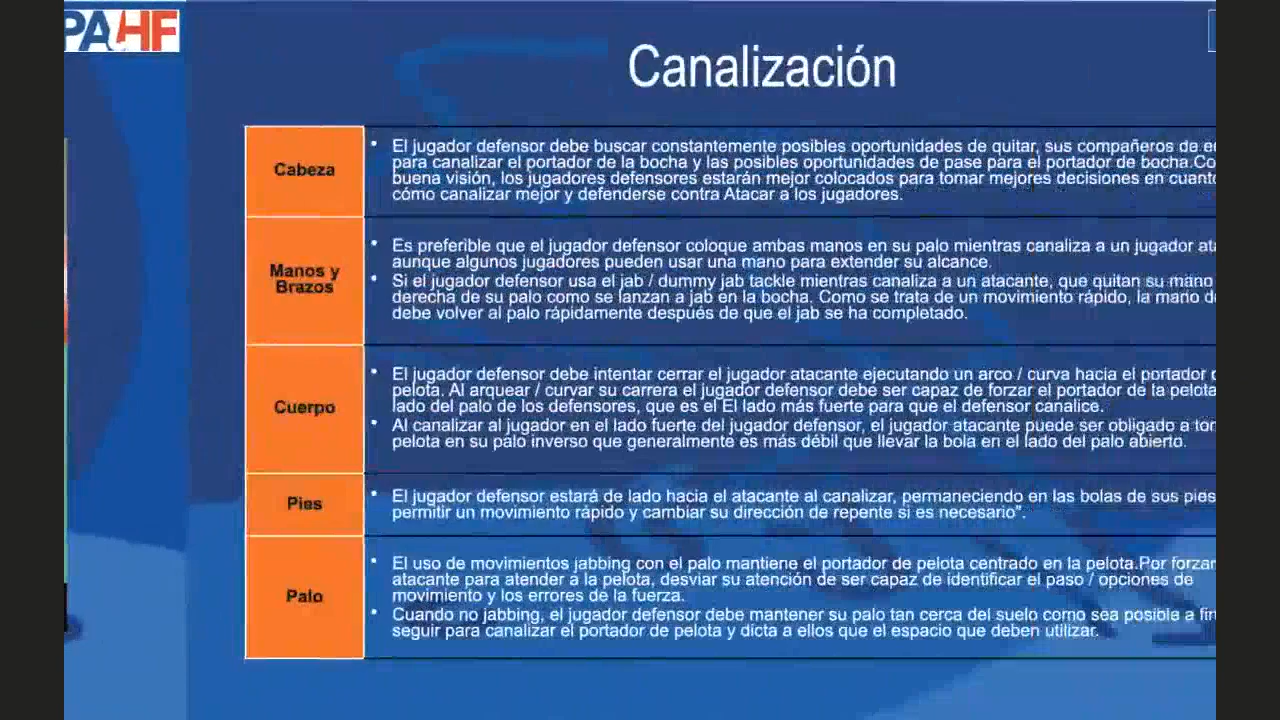 PAHF
Canalización
Cabeza
• El jugador defensor debe buscar constantemente posibles oportunidades de quitar, sus compañeros de
para canalizar el portador de la bocha y las posibles oportunidades de pase para el portador de bocha.Co
buena visión, los jugadores defensores estarán mejor colocados para tomar mejores decisiones en cuant
cómo canalizar mejor y defenderse contra Atacar a los jugadores.
Manos y
Brazos
• Es preferible que el jugador defensor coloque ambas manos en su palo mientras canaliza a un jugador at
aunque algunos jugadores pueden usar una mano para extender su alcance.
• Si el jugador defensor usa el jab / dummy jab tackle mientras canaliza a un atacante, que quitan su mano
derecha de su palo como se lanzan a jab en la bocha. Como se trata de un movimiento rápido, la mano d
debe volver al palo rápidamente después de que el jab se ha completado.
Cuerpo
• El jugador defensor debe intentar cerrar el jugador atacante ejecutando un arco / curva hacia el portador
pelota. Al arquear / curvar su carrera el jugador defensor debe ser capaz de forzar el portador de la pelota
lado del palo de los defensores, que es el El lado más fuerte para que el defensor canalice.
• Al canalizar al jugador en el lado fuerte del jugador defensor, el jugador atacante puede ser obligado a
pelota en su palo inverso que generalmente es más débil que llevar la bola en el lado del palo abierto.
Pies
• El jugador defensor estará de lado hacia el atacante al canalizar, permaneciendo en las bolas de sus pies
permitir un movimiento rápido y cambiar su dirección de repente si es necesario".
Palo
• El uso de movimientos jabbing con el palo mantiene el portador de pelota centrado en la pelota.Por forzar
atacante para atender a la pelota, desviar su atención de ser capaz de identificar el paso / opciones de
movimiento y los errores de la fuerza.
• Cuando no jabbing, el jugador defensor debe mantener su palo tan cerca del suelo como sea posible a fin
seguir para canalizar el portador de pelota y dicta a ellos que el espacio que deben utilizar.